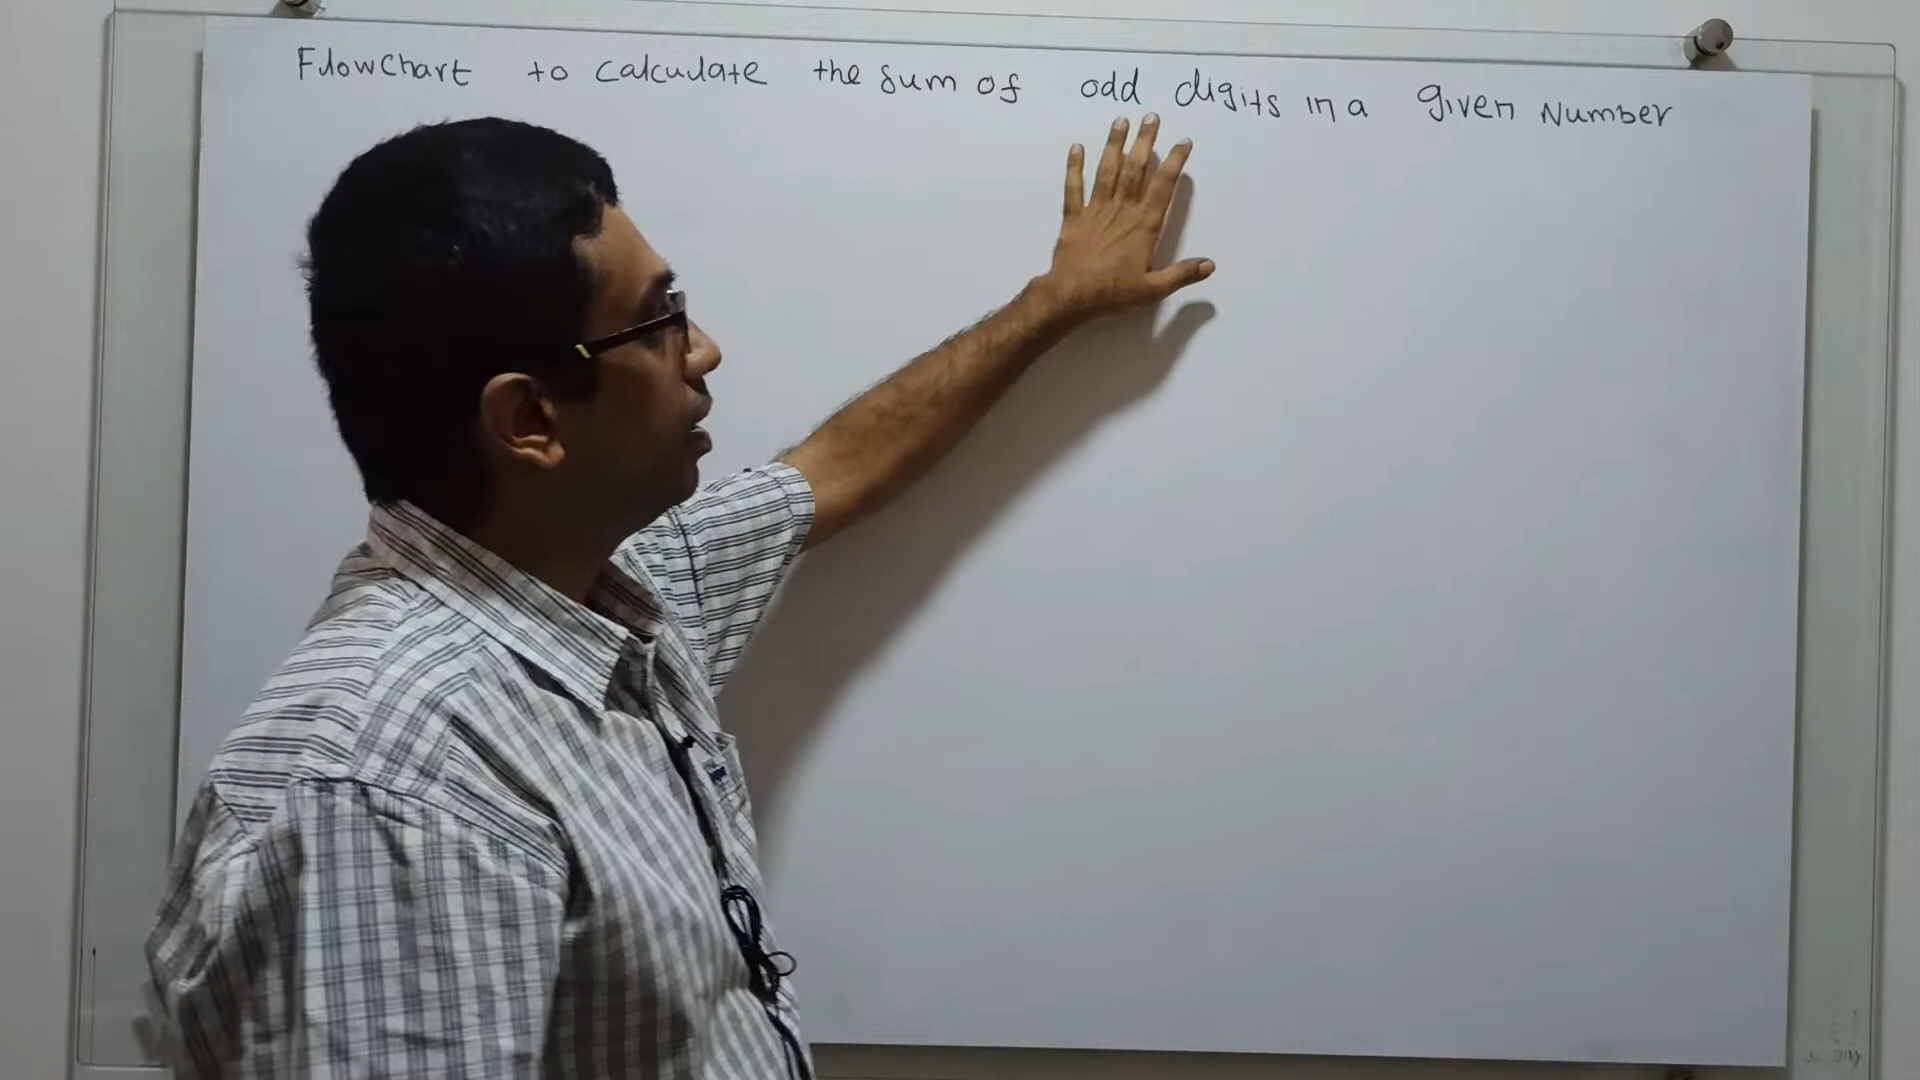 Flowchart to calculate the sum of odd digits in a given Number